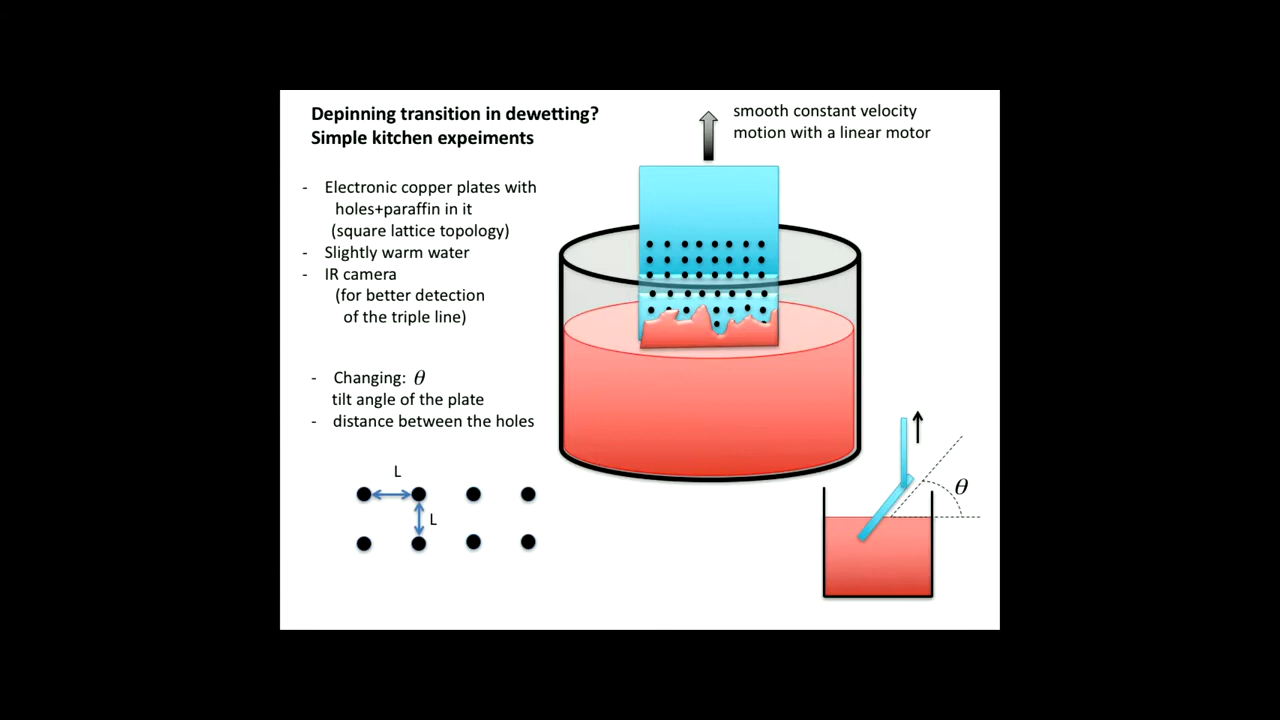 Depinning transition in dewetting?
Simple kitchen expeiments
smooth constant velocity
motion with a linear motor
- Electronic copper plates with
holes+paraffin in it
(square lattice topology)
- Slightly warm water
- IR camera
(for better detection
of the triple line)
- Changing: θ
tilt angle of the plate
- distance between the holes
L
L
θ